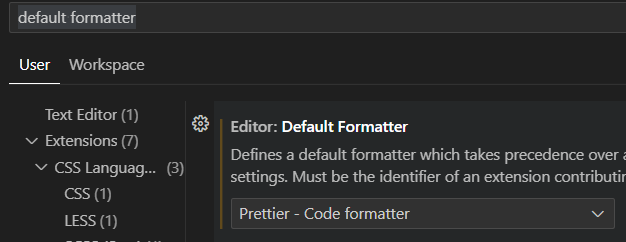 default formatter
User
Workspace
Text Editor (1)
Extensions (7)
CSS Languag... (3)
CSS (1)
LESS (1)
Editor: Default Formatter
Defines a default formatter which takes precedence over
settings. Must be the identifier of an extension
Prettier - Code formatter